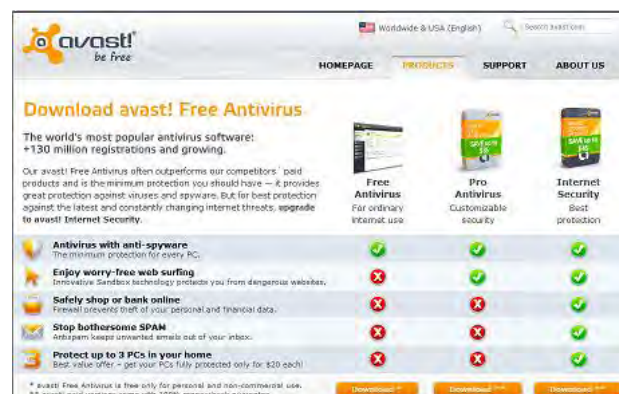 avast!
be free
Worldwide & USA (English)
Search avast.com
HOMEPAGE PRODUCTS SUPPORT ABOUT US
Download avast! Free Antivirus
The world's most popular antivirus software:
+130 million registrations and growing.
Our avast! Free Antivirus often outperforms our competitors' paid
products and is the minimum protection you should have — it provides
great protection against viruses and spyware. But for best protection
against the latest and constantly changing internet threats, upgrade
to avast! Internet Security.
SAVE up to
SAVE up to
Free
Antivirus
For ordinary
internet use
Pro
Antivirus
Customizable
security
Internet
Security
Best
protection
Antivirus with anti-spyware
The minimum protection for every PC.
Enjoy worry-free web surfing
Innovative Sandbox technology protects you from dangerous websites.
Safely shop or bank online
Firewall prevents theft of your personal and financial data.
Stop bothersome SPAM
Antispam keeps unwanted emails out of your inbox.
3 Protect up to 3 PCs in your home
Best value offer - get your PCs fully protected only for $20 each!
* avast! Free Antivirus is free only for personal and non-commercial use.
Download * Download Download